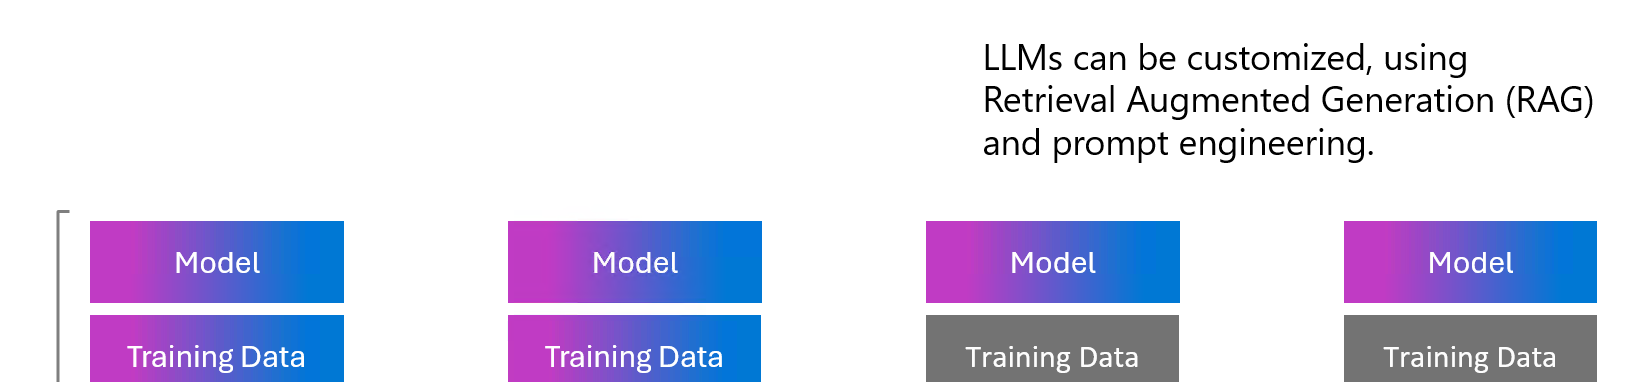 LLMs can be customized, using
Retrieval Augmented Generation (RAG)
and prompt engineering.
Model
Model
Model
Model
Training Data
Training Data
Training Data
Training Data